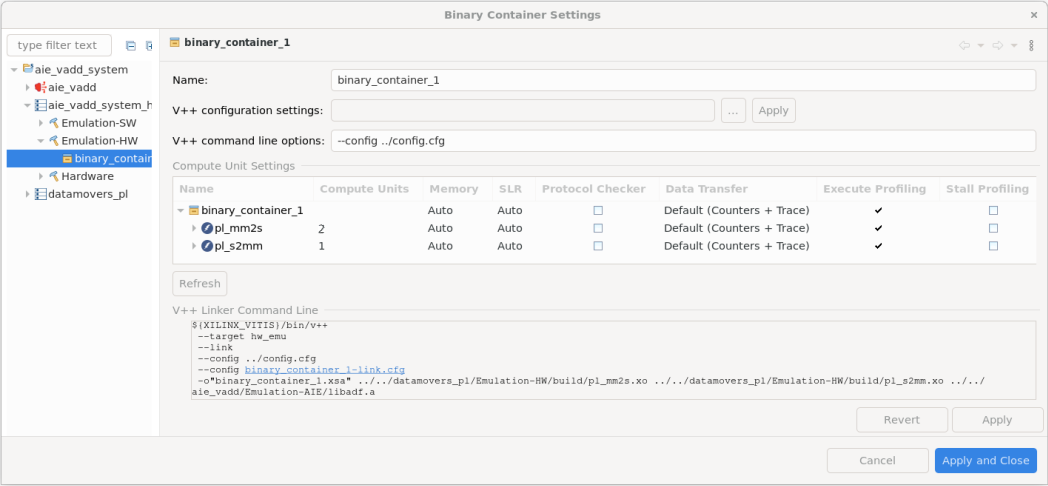 Binary Container Settings
×
type filter text
aie_vadd_system
aie_vadd
aie_vadd_system_h
Emulation-SW
Emulation-HW
binary_contair
Hardware
datamovers_pl
binary_container_1
Name: binary_container_1
V++ configuration settings: ... Apply
V++ command line options: --config ../config.cfg
Compute Unit Settings
Name Compute Units Memory SLR Protocol Checker Data Transfer Execute Profiling Stall Profiling
binary_container_1 Auto Auto Default (Counters + Trace)
pl_mm2s 2 Auto Auto Default (Counters + Trace)
pl_s2mm 1 Auto Auto Default (Counters + Trace)
Refresh
V++ Linker Command Line
${XILINX_VITIS}/bin/v++
--target hw_emu
--link
--config ../config.cfg
--config binary_container_1-link.cfg
-o"binary_container_1.xsa" ../../datamovers_pl/Emulation-HW/build/pl_mm2s.xo ../../datamovers_pl/Emulation-HW/build/pl_s2mm.xo ../../
aie_vadd/Emulation-AIE/libadf.a
Revert Apply
Cancel Apply and Close